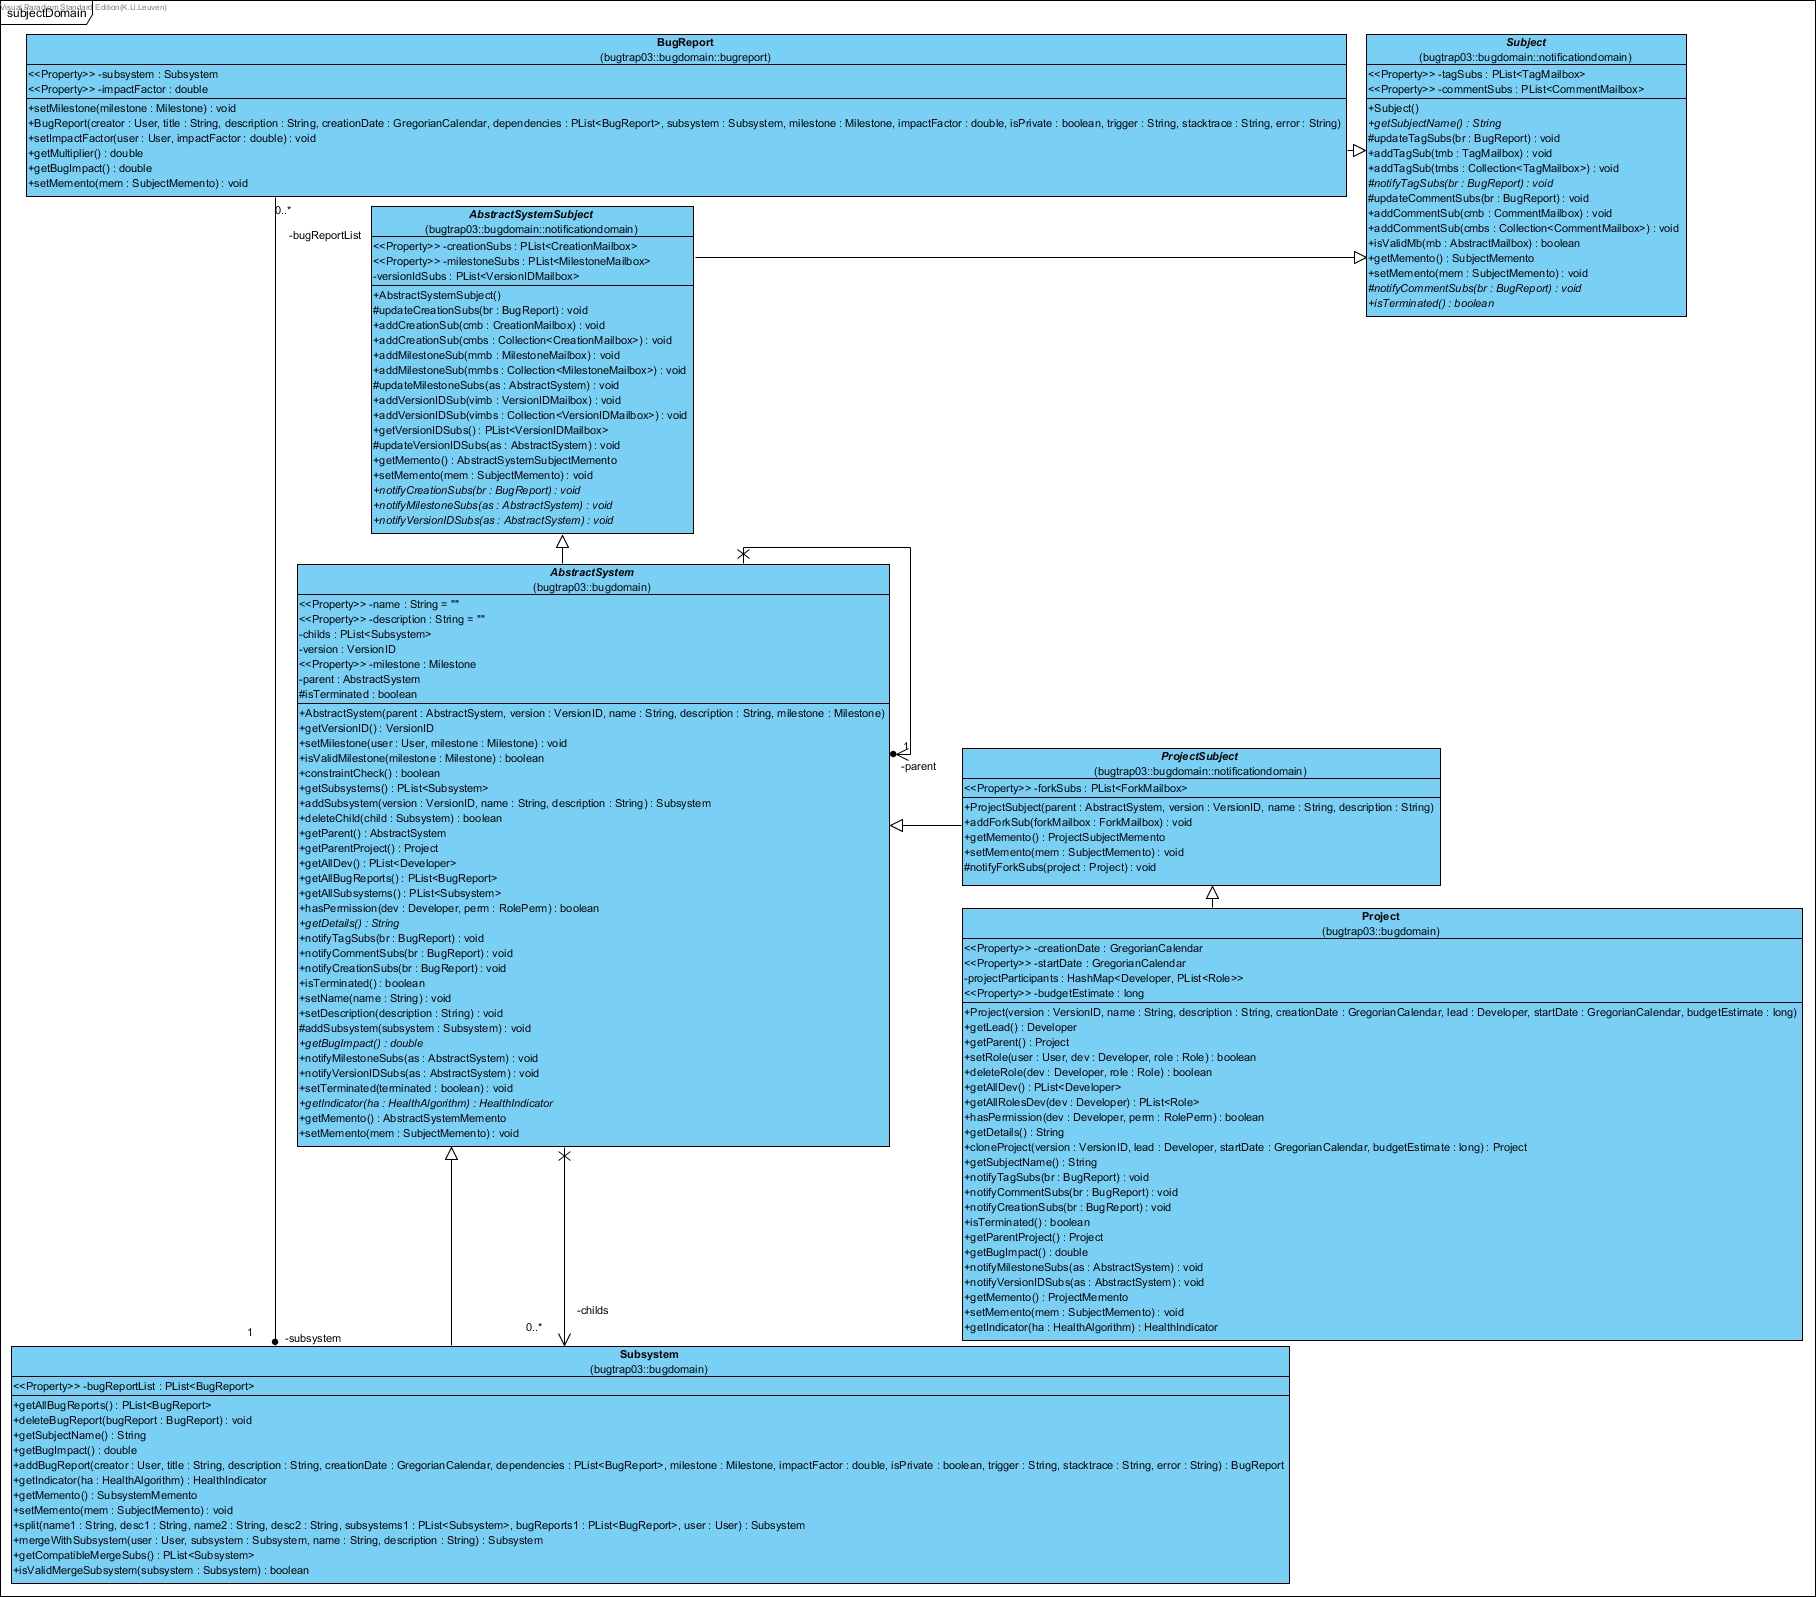 Visual Paradigm Standard Edition(K.U.Leuven)
subjectDomain
BugReport
(bugtrap03::bugdomain::bugreport)
<<Property>> -subsystem : Subsystem
<<Property>> -impactFactor : double
+setMilestone(milestone : Milestone) : void
+BugReport(creator : User, title : String, description : String, creationDate : GregorianCalendar, dependencies : PList<BugReport>, subsystem : Subsystem, milestone : Milestone, impactFactor : double, isPrivate : boolean, trigger : String, stacktrace : String, error : String)
+setImpactFactor(user : User, impactFactor : double) : void
+getMultiplier() : double
+getBugImpact() : double
+setMemento(mem : SubjectMemento) : void
Subject
(bugtrap03::bugdomain::notificationdomain)
<<Property>> -tagSubs : PList<TagMailbox>
<<Property>> -commentSubs : PList<CommentMailbox>
+Subject()
+getSubjectName() : String
#updateTagSubs(br : BugReport) : void
+addTagSub(tmb : TagMailbox) : void
+addTagSub(tmbs : Collection<TagMailbox>) : void
#notifyTagSubs(br : BugReport) : void
#updateCommentSubs(br : BugReport) : void
+addCommentSub(cmb : CommentMailbox) : void
+addCommentSub(cmbs : Collection<CommentMailbox>) : void
+isValidMb(mb : AbstractMailbox) : boolean
+getMemento() : SubjectMemento
+setMemento(mem : SubjectMemento) : void
#notifyCommentSubs(br : BugReport) : void
+isTerminated() : boolean
0..*
-bugReportList
AbstractSystemSubject
(bugtrap03::bugdomain::notificationdomain)
<<Property>> -creationSubs : PList<CreationMailbox>
<<Property>> -milestoneSubs : PList<MilestoneMailbox>
-versionIdSubs : PList<VersionIDMailbox>
+AbstractSystemSubject()
#updateCreationSubs(br : BugReport) : void
+addCreationSub(cmb : CreationMailbox) : void
+addCreationSub(cmbs : Collection<CreationMailbox>) : void
+addMilestoneSub(mmb : MilestoneMailbox) : void
+addMilestoneSub(mmbs : Collection<MilestoneMailbox>) : void
#updateMilestoneSubs(as : AbstractSystem) : void
+addVersionIDSub(vimb : VersionIDMailbox) : void
+addVersionIDSub(vimbs : Collection<VersionIDMailbox>) : void
+getVersionIDSubs() : PList<VersionIDMailbox>
#updateVersionIDSubs(as : AbstractSystem) : void
+getMemento() : AbstractSystemSubjectMemento
+setMemento(mem : SubjectMemento) : void
+notifyCreationSubs(br : BugReport) : void
+notifyMilestoneSubs(as : AbstractSystem) : void
+notifyVersionIDSubs(as : AbstractSystem) : void
AbstractSystem
(bugtrap03::bugdomain)
<<Property>> -name : String = ""
<<Property>> -description : String = ""
-childs : PList<Subsystem>
-version : VersionID
<<Property>> -milestone : Milestone
-parent : AbstractSystem
#isTerminated : boolean
+AbstractSystem(parent : AbstractSystem, version : VersionID, name : String, description : String, milestone : Milestone)
+getVersionID() : VersionID
+setMilestone(user : User, milestone : Milestone) : void
+isValidMilestone(milestone : Milestone) : boolean
+constraintCheck() : boolean
+getSubsystems() : PList<Subsystem>
+addSubsystem(version : VersionID, name : String, description : String) : Subsystem
+deleteChild(child : Subsystem) : boolean
+getParent() : AbstractSystem
+getParentProject() : Project
+getAllDev() : PList<Developer>
+getAllBugReports() : PList<BugReport>
+getAllSubsystems() : PList<Subsystem>
+hasPermission(dev : Developer, perm : RolePerm) : boolean
+getDetails() : String
+notifyTagSubs(br : BugReport) : void
+notifyCommentSubs(br : BugReport) : void
+notifyCreationSubs(br : BugReport) : void
+isTerminated() : boolean
+setName(name : String) : void
+setDescription(description : String) : void
#addSubsystem(subsystem : Subsystem) : void
+getBugImpact() : double
+notifyMilestoneSubs(as : AbstractSystem) : void
+notifyVersionIDSubs(as : AbstractSystem) : void
+setTerminated(terminated : boolean) : void
+getIndicator(ha : HealthAlgorithm) : HealthIndicator
+getMemento() : AbstractSystemMemento
+setMemento(mem : SubjectMemento) : void
1
-parent
ProjectSubject
(bugtrap03::bugdomain::notificationdomain)
<<Property>> -forkSubs : PList<ForkMailbox>
+ProjectSubject(parent : AbstractSystem, version : VersionID, name : String, description : String)
+addForkSub(forkMailbox : ForkMailbox) : void
+getMemento() : ProjectSubjectMemento
+setMemento(mem : SubjectMemento) : void
#notifyForkSubs(project : Project) : void
Project
(bugtrap03::bugdomain)
<<Property>> -creationDate : GregorianCalendar
<<Property>> -startDate : GregorianCalendar
-projectParticipants : HashMap<Developer, PList<Role>>
<<Property>> -budgetEstimate : long
+Project(version : VersionID, name : String, description : String, creationDate : GregorianCalendar, lead : Developer, startDate : GregorianCalendar, budgetEstimate : long)
+getLead() : Developer
+getParent() : Project
+setRole(user : User, dev : Developer, role : Role) : boolean
+deleteRole(dev : Developer, role : Role) : boolean
+getAllDev() : PList<Developer>
+getAllRolesDev(dev : Developer) : PList<Role>
+hasPermission(dev : Developer, perm : RolePerm) : boolean
+getDetails() : String
+cloneProject(version : VersionID, lead : Developer, startDate : GregorianCalendar, budgetEstimate : long) : Project
+getSubjectName() : String
+notifyTagSubs(br : BugReport) : void
+notifyCommentSubs(br : BugReport) : void
+notifyCreationSubs(br : BugReport) : void
+isTerminated() : boolean
+getParentProject() : Project
+getBugImpact() : double
+notifyMilestoneSubs(as : AbstractSystem) : void
+notifyVersionIDSubs(as : AbstractSystem) : void
+getMemento() : ProjectMemento
+setMemento(mem : SubjectMemento) : void
+getIndicator(ha : HealthAlgorithm) : HealthIndicator
-childs
0..*
1
-subsystem
Subsystem
(bugtrap03::bugdomain)
<<Property>> -bugReportList : PList<BugReport>
+getAllBugReports() : PList<BugReport>
+deleteBugReport(bugReport : BugReport) : void
+getSubjectName() : String
+getBugImpact() : double
+addBugReport(creator : User, title : String, description : String, creationDate : GregorianCalendar, dependencies : PList<BugReport>, milestone : Milestone, impactFactor : double, isPrivate : boolean, trigger : String, stacktrace : String, error : String) : BugReport
+getIndicator(ha : HealthAlgorithm) : HealthIndicator
+getMemento() : SubsystemMemento
+setMemento(mem : SubjectMemento) : void
+split(name1 : String, desc1 : String, name2 : String, desc2 : String, subsystems1 : PList<Subsystem>, bugReports1 : PList<BugReport>, user : User) : Subsystem
+mergeWithSubsystem(user : User, subsystem : Subsystem, name : String, description : String) : Subsystem
+getCompatibleMergeSubs() : PList<Subsystem>
+isValidMergeSubsystem(subsystem : Subsystem) : boolean